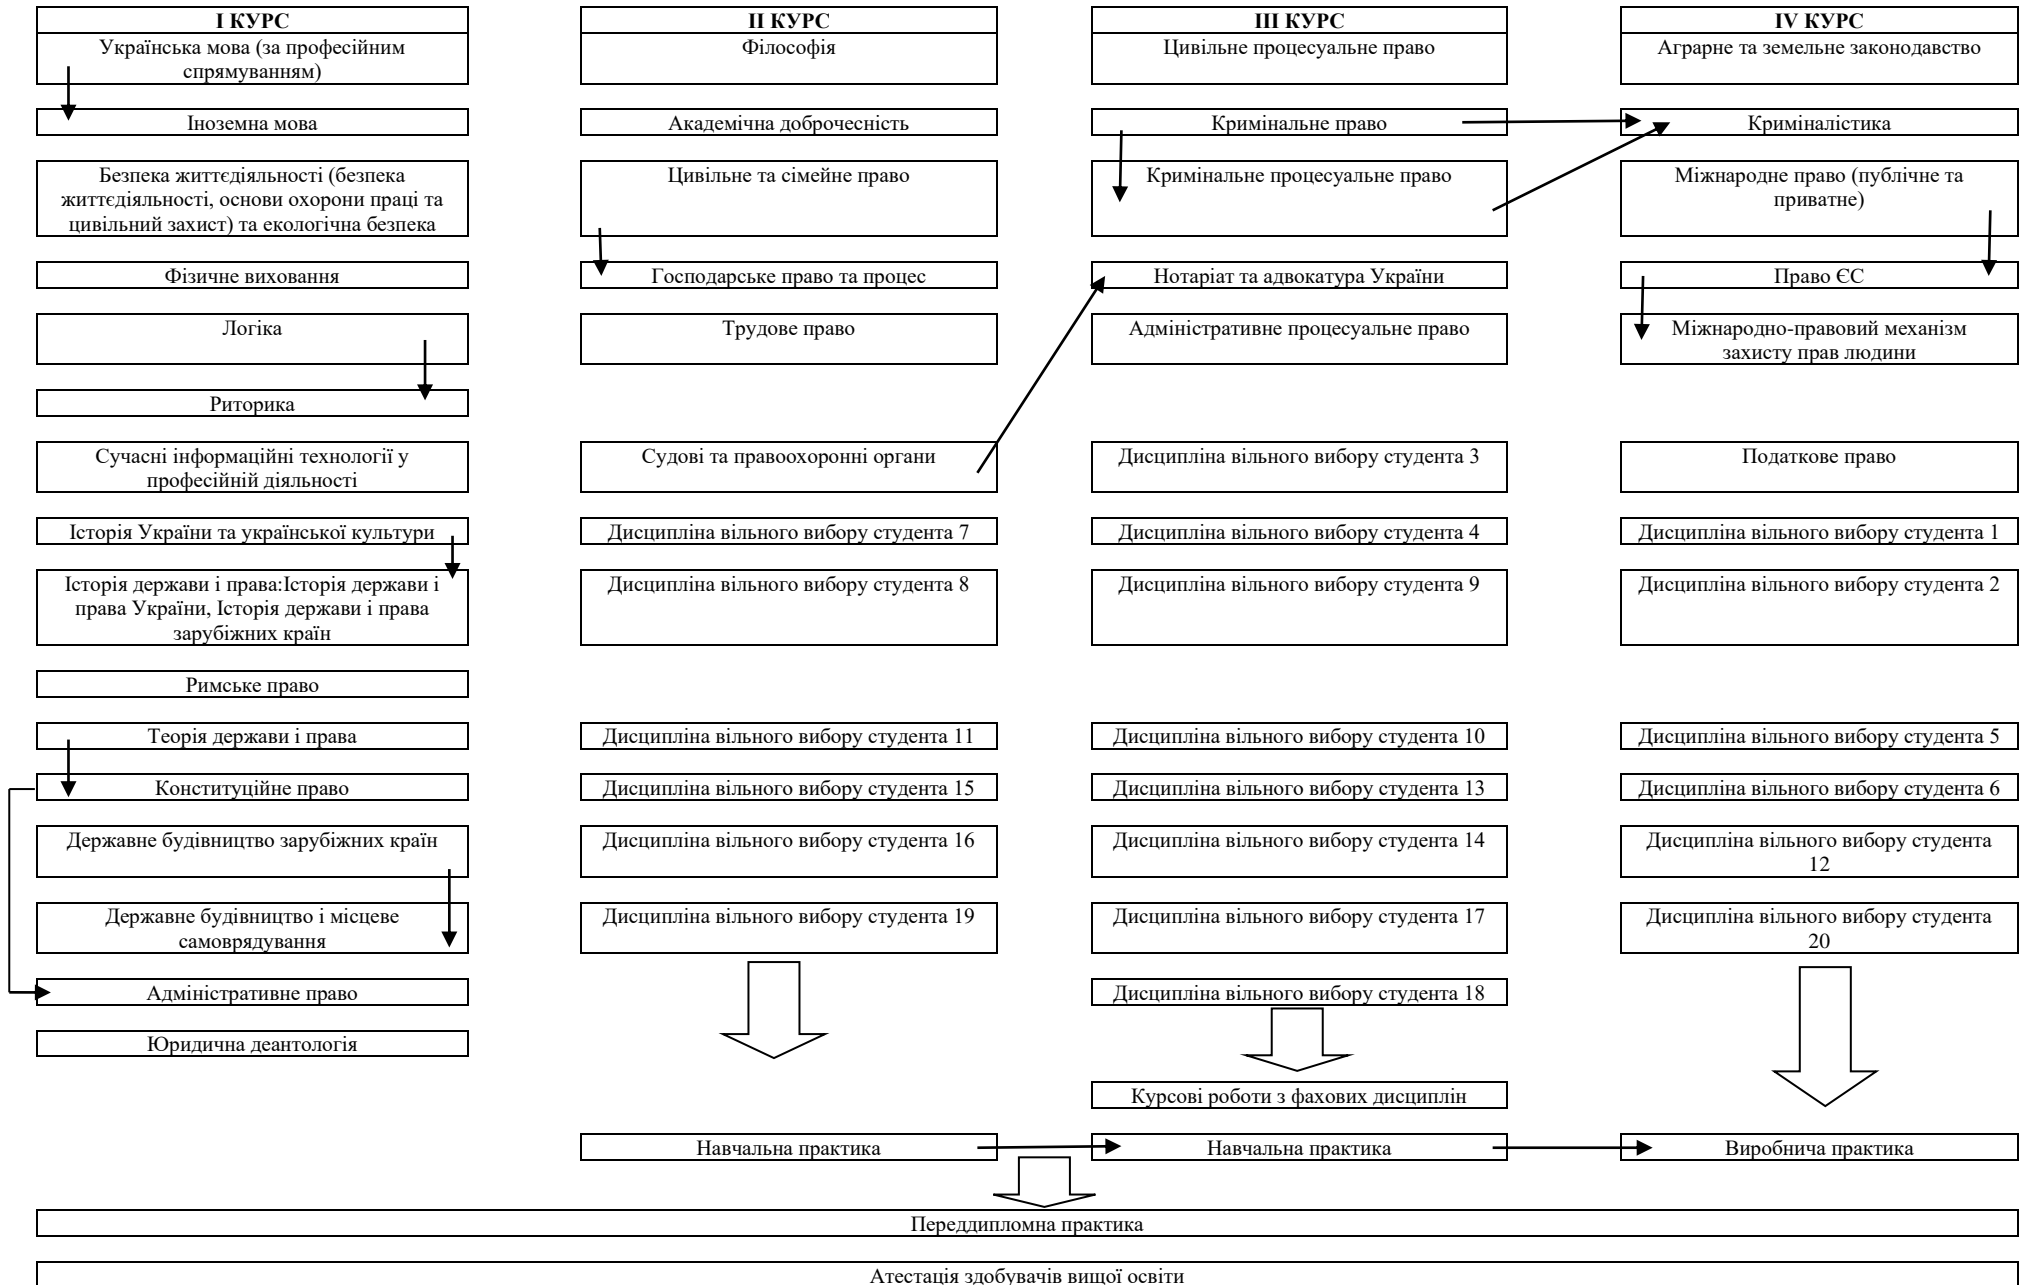 І КУРС
ІІ КУРС
ІІІ КУРС
IV КУРС
Українська мова (за професійним
спрямуванням)
Філософія
Цивільне процесуальне право
Аграрне та земельне законодавство
Іноземна мова
Академічна доброчесність
Кримінальне право
Криміналістика
Безпека життєдіяльності (безпека
життєдіяльності, основи охорони праці та
цивільний захист) та екологічна безпека
Цивільне та сімейне право
Кримінальне процесуальне право
Міжнародне право (публічне та
приватне)
Фізичне виховання
Господарське право та процес
Нотаріат та адвокатура України
Право ЄС
Логіка
Трудове право
Адміністративне процесуальне право
Міжнародно-правовий механізм
захисту прав людини
Риторика
Сучасні інформаційні технології у
професійній діяльності
Судові та правоохоронні органи
Дисципліна вільного вибору студента 3
Податкове право
Історія України та української культури
Дисципліна вільного вибору студента 7
Дисципліна вільного вибору студента 4
Дисципліна вільного вибору студента 1
Історія держави і права:Історія держави і
права України, Історія держави і права
зарубіжних країн
Дисципліна вільного вибору студента 8
Дисципліна вільного вибору студента 9
Дисципліна вільного вибору студента 2
Римське право
Теорія держави і права
Дисципліна вільного вибору студента 11
Дисципліна вільного вибору студента 10
Дисципліна вільного вибору студента 5
Конституційне право
Дисципліна вільного вибору студента 15
Дисципліна вільного вибору студента 13
Дисципліна вільного вибору студента 6
Державне будівництво зарубіжних країн
Дисципліна вільного вибору студента 16
Дисципліна вільного вибору студента 14
Дисципліна вільного вибору студента
12
Державне будівництво і місцеве
самоврядування
Дисципліна вільного вибору студента 19
Дисципліна вільного вибору студента 17
Дисципліна вільного вибору студента
20
Адміністративне право
Дисципліна вільного вибору студента 18
Юридична деантологія
Курсові роботи з фахових дисциплін
Навчальна практика
Навчальна практика
Виробнича практика
Переддипломна практика
Атестація здобувачів вищої освіти